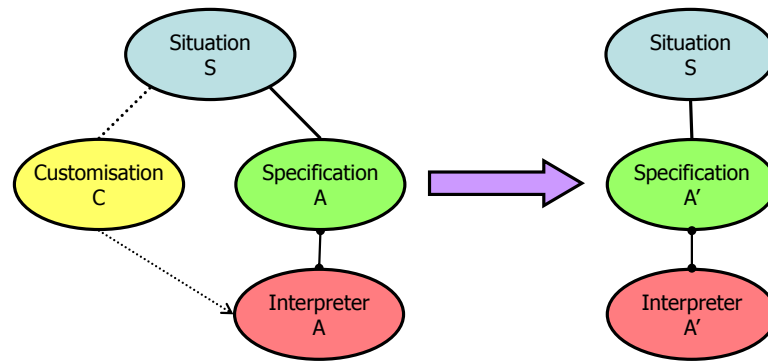 Situation
S
Situation
S
Customisation
C
Specification
A
Specification
A'
Interpreter
A
Interpreter
A'